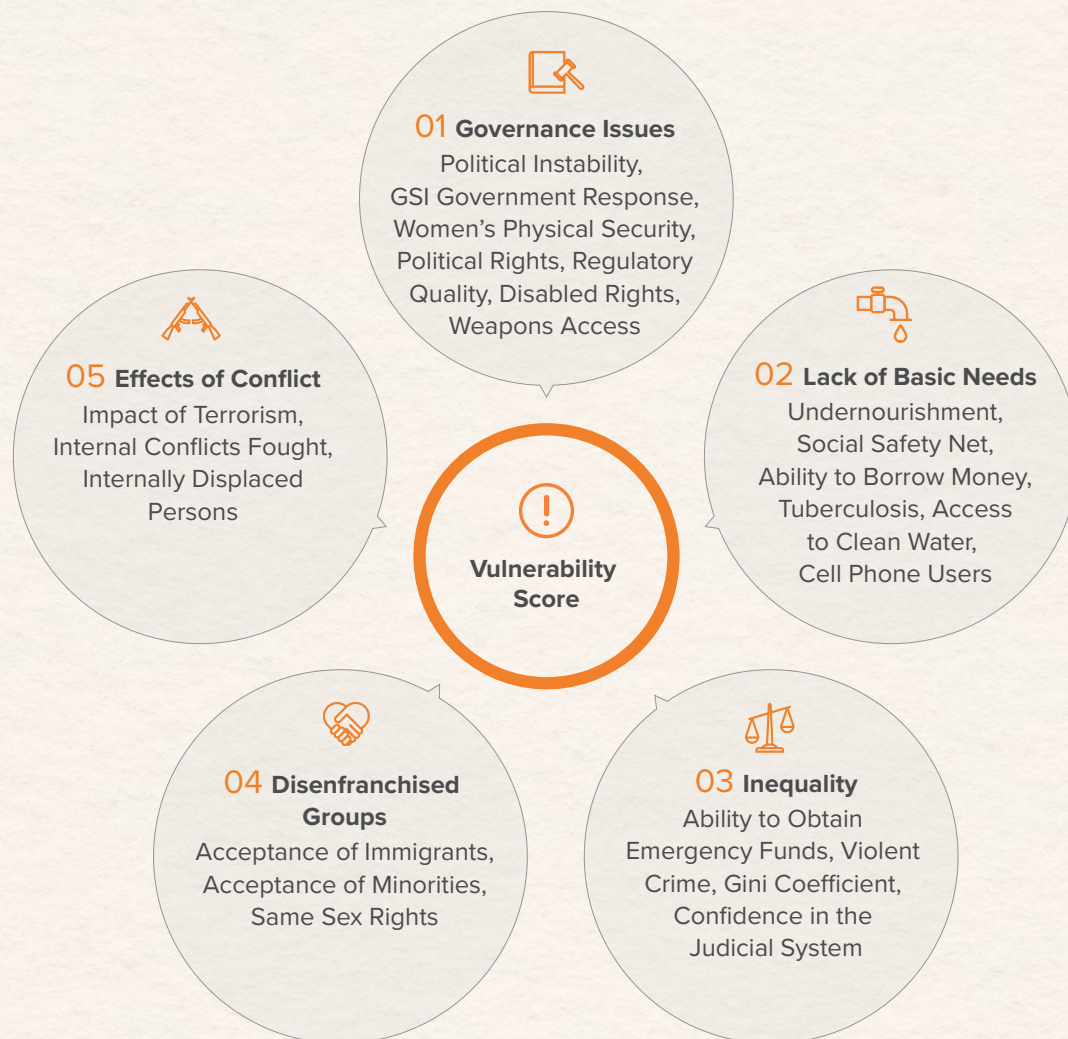 01 Governance Issues
Political Instability,
GSI Government Response,
Women’s Physical Security,
Political Rights, Regulatory
Quality, Disabled Rights,
Weapons Access
02 Lack of Basic Needs
Undernourishment,
Social Safety Net,
Ability to Borrow Money,
Tuberculosis, Access
to Clean Water,
Cell Phone Users
03 Inequality
Ability to Obtain
Emergency Funds, Violent
Crime, Gini Coefficient,
Confidence in the
Judicial System
04 Disenfranchised
Groups
Acceptance of Immigrants,
Acceptance of Minorities,
Same Sex Rights
05 Effects of Conflict
Impact of Terrorism,
Internal Conflicts Fought,
Internally Displaced
Persons
Vulnerability
Score